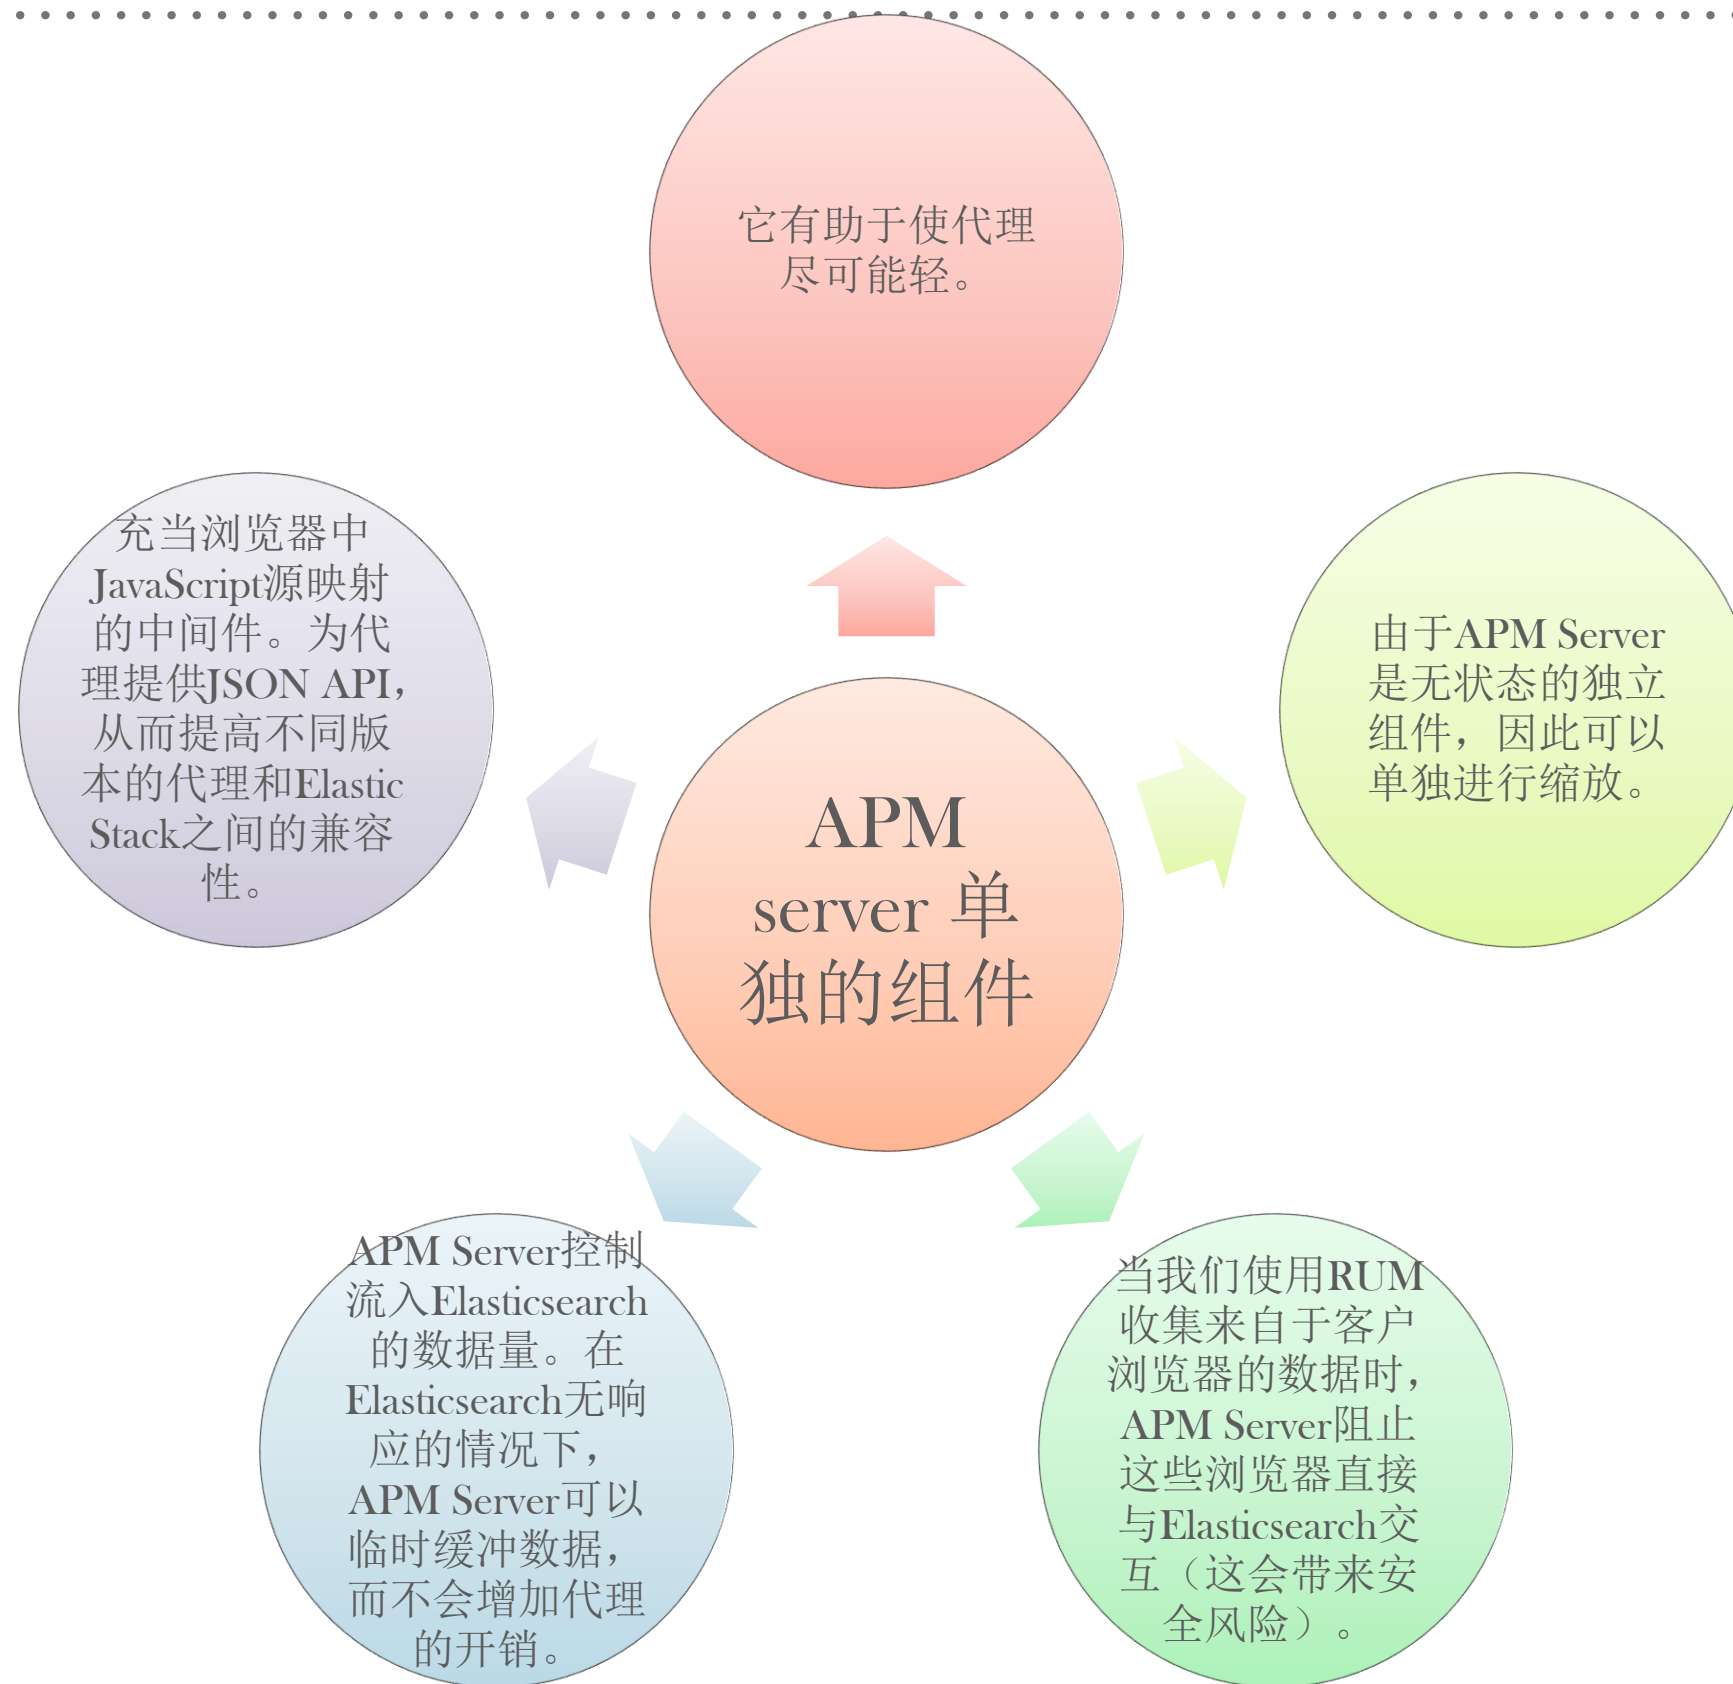 它有助于使代理
尽可能轻。
充当浏览器中
JavaScript源映射
的中间件。为代
理提供JSON API，
从而提高不同版
本的代理和Elastic
Stack之间的兼容
性。
由于APM Server
是无状态的独立
组件，因此可以
单独进行缩放。
APM
server 单
独的组件
APM Server控制
流入Elasticsearch
的数据量。在
Elasticsearch无响
应的情况下，
APM Server可以
临时缓冲数据，
而不会增加代理
的开销。
当我们使用RUM
收集来自于客户
浏览器的数据时，
APM Server阻止
这些浏览器直接
与Elasticsearch交
互（这会带来安
全风险）。